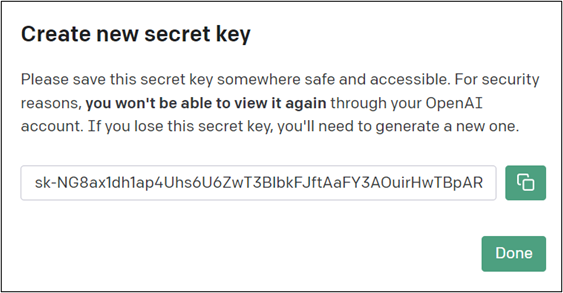 Create new secret key
Please save this secret key somewhere safe and accessible. For security
reasons, you won't be able to view it again through your OpenAI
account. If you lose this secret key, you'll need to generate a new one.
sk-NG8ax1dh1ap4Uhs6U6ZwT3BlbkFJftAaFY3AOuirHwTBpAR
Done